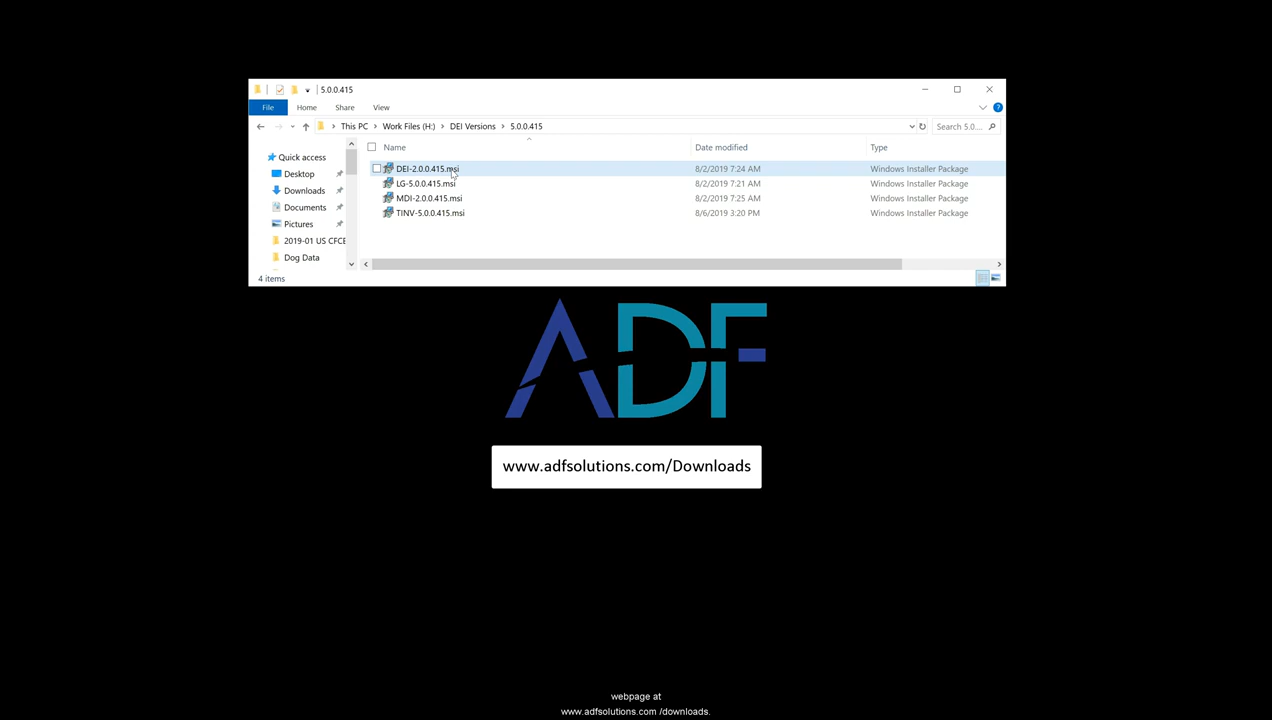 5.0.0.415
File Home Share View
This PC > Work Files (H:) > DEI Versions > 5.0.0.415
Search 5.0....
Name Date modified Type
Quick access
Desktop
Downloads
Documents
Pictures
2019-01 US CFCE
Dog Data
DEI-2.0.0.415.msi 8/2/2019 7:24 AM Windows Installer Package
LG-5.0.0.415.msi 8/2/2019 7:21 AM Windows Installer Package
MDI-2.0.0.415.msi 8/2/2019 7:25 AM Windows Installer Package
TINV-5.0.0.415.msi 8/6/2019 3:20 PM Windows Installer Package
4 items
ADF
www.adfsolutions.com/Downloads
webpage at
www.adfsolutions.com /downloads.